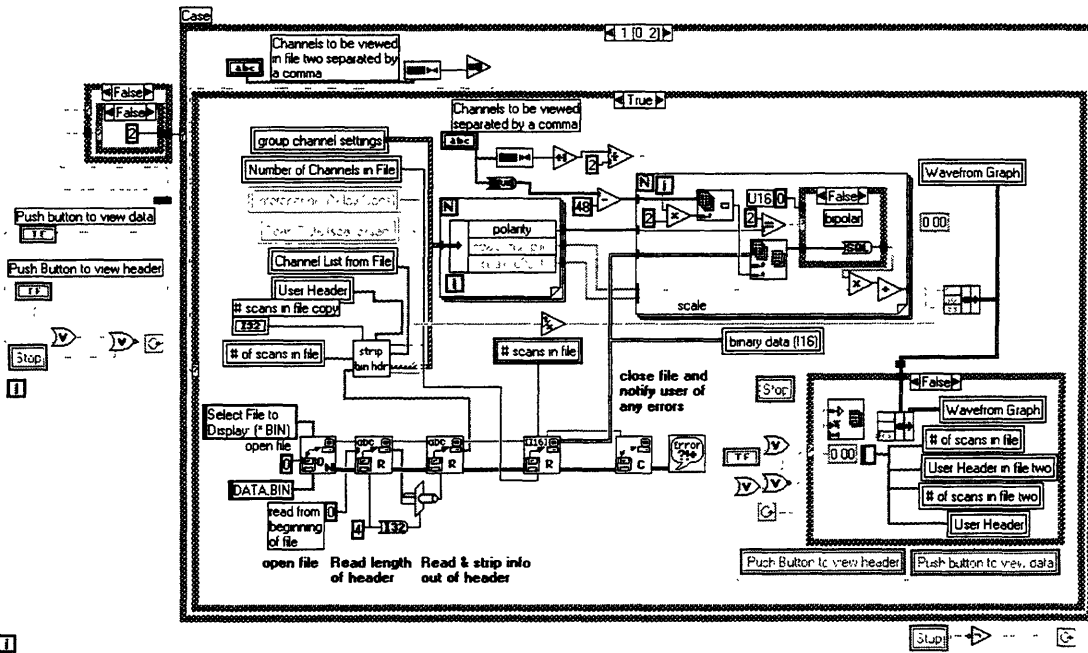 Case
1 [0..2]
Channels to be viewed
in file two separated by
a comma
abc
False
False
2
True
Channels to be viewed
separated by a comma
abc
group channel settings
Number of Channels in File
2
48
N
i
2
U16 0
2
False
bipolar
Wavefrom Graph
0.00
Push button to view data
TF
N
polarity
i
Channel List from File
Push Button to view header
TF
User Header
# scans in file copy
I32
scale
# of scans in file
strip
bin hdr
# scans in file
binary data (I16)
Stop
i
close file and
notify user of
any errors
Stop
False
Wavefrom Graph
# of scans in file
User Header in file two
# of scans in file two
User Header
0.00
Select File to
Display (*.BIN)
open file
0
N
abc
R
abc
R
I16
R
C
Error
?!+
TF
DATA.BIN
read from
beginning
of file
0
4
I32
open file
Read length
of header
Read & strip info
out of header
Push Button to view header
Push button to view data
i
Stop